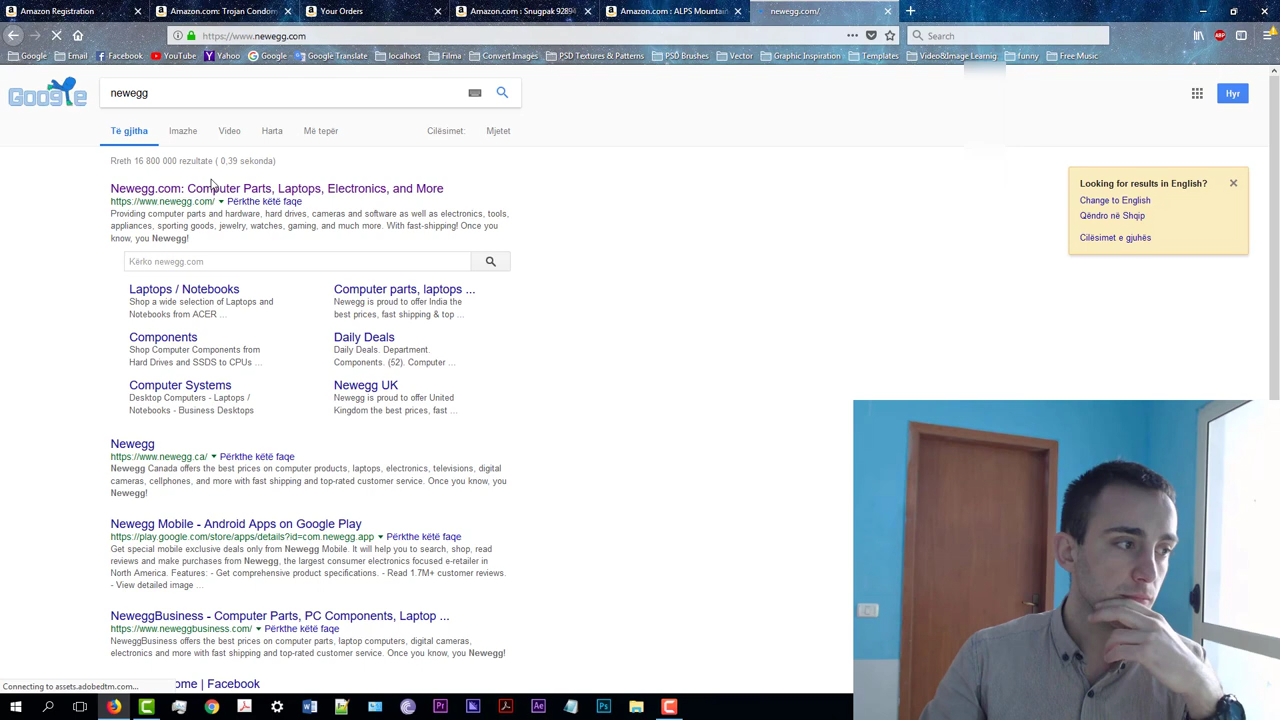 Amazon Registration
Amazon.com: Trojan Condom
Your Orders
Amazon.com : Snugpak 92894
Amazon.com : ALPS Mountain
newegg.com/
https://www.newegg.com
Search
Google
Email
Facebook
YouTube
Yahoo
Google Translate
localhost
Filma
Convert Images
PSD Textures & Patterns
PSD Brushes
Vector
Graphic Inspiration
Templates
Video&Image Learnig
funny
Free Music
Google
newegg
Hyr
Të gjitha
Imazhe
Video
Harta
Më tepër
Cilësimet:
Mjetet
Rreth 16 800 000 rezultate ( 0,39 sekonda)
Looking for results in English?
Change to English
Qëndro në Shqip
Cilësimet e gjuhës
Newegg.com: Computer Parts, Laptops, Electronics, and More
https://www.newegg.com/ Përkthe këtë faqe
Providing computer parts and hardware, hard drives, cameras and software as well as electronics, tools,
appliances, sporting goods, jewelry, watches, gaming, and much more. With fast-shipping! Once you
know, you Newegg!
Kërko newegg.com
Laptops / Notebooks
Shop a wide selection of Laptops and
Notebooks from ACER ...
Computer parts, laptops ...
Newegg is proud to offer India the
best prices, fast shipping & top ...
Components
Shop Computer Components from
Hard Drives and SSDS to CPUs ...
Daily Deals
Daily Deals. Department.
Components. (52). Computer ...
Computer Systems
Desktop Computers - Laptops /
Notebooks - Business Desktops
Newegg UK
Newegg is proud to offer United
Kingdom the best prices, fast ...
Newegg
https://www.newegg.ca/ Përkthe këtë faqe
Newegg Canada offers the best prices on computer products, laptops, electronics, televisions, digital
cameras, cellphones, and more with fast shipping and top-rated customer service. Once you know, you
Newegg!
Newegg Mobile - Android Apps on Google Play
https://play.google.com/store/apps/details?id=com.newegg.app Përkthe këtë faqe
Get special mobile exclusive deals only from Newegg Mobile. It will help you to search, shop, read
reviews and make purchases from Newegg, the largest consumer electronics focused e-retailer in
North America. Features: - Get comprehensive product specifications. - Read 1.7M+ customer reviews.
- View detailed image ...
NeweggBusiness - Computer Parts, PC Components, Laptop ...
https://www.neweggbusiness.com/ Përkthe këtë faqe
NeweggBusiness offers the best prices on computer parts, laptop computers, digital cameras,
electronics and more with fast shipping and top-rated customer service. Once you know, you Newegg!
ome | Facebook
Connecting to assets.adobedtm.com...